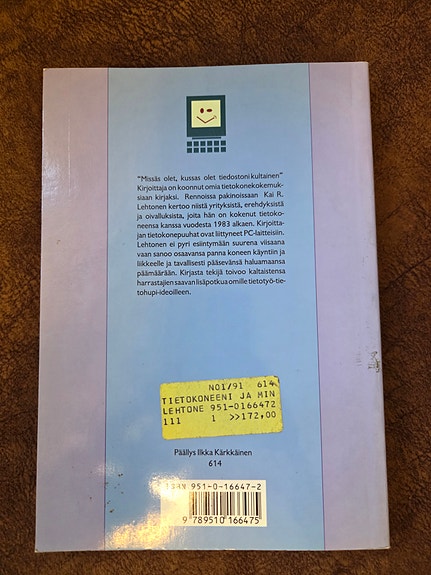 "Missäs olet, kussas olet tiedostoni kultainen"
Kirjoittaja on koonnut omia tietokonekokemuk-
siaan kirjaksi. Rennoissa pakinoissaan Kai R.
Lehtonen kertoo niistä yrityksistä, erehdyksistä
ja oivalluksista, joita hän on kokenut tietoko-
neensa kanssa vuodesta 1983 alkaen. Kirjoitta-
jan tietokonepuuhat ovat liittyneet PC-laitteisiin.
Lehtonen ei pyri esiintymään suurena viisaana
vaan sanoo osaavansa panna koneen käyntiin ja
liikkeelle ja tavallisesti pääsevänsä haluamaansa
päämäärään. Kirjasta tekijä toivoo kaltaistensa
harrastajien saavan lisäpotkua omille tietotyö-tie-
tohupi-ideoilleen.
NO1/91 614
TIETOKONEENI JA MIN
LEHTONE 951-0166472
111 1 >>172,00
Päällys Ilkka Kärkkäinen
614
ISBN 951-0-16647-2
9 789510 166475